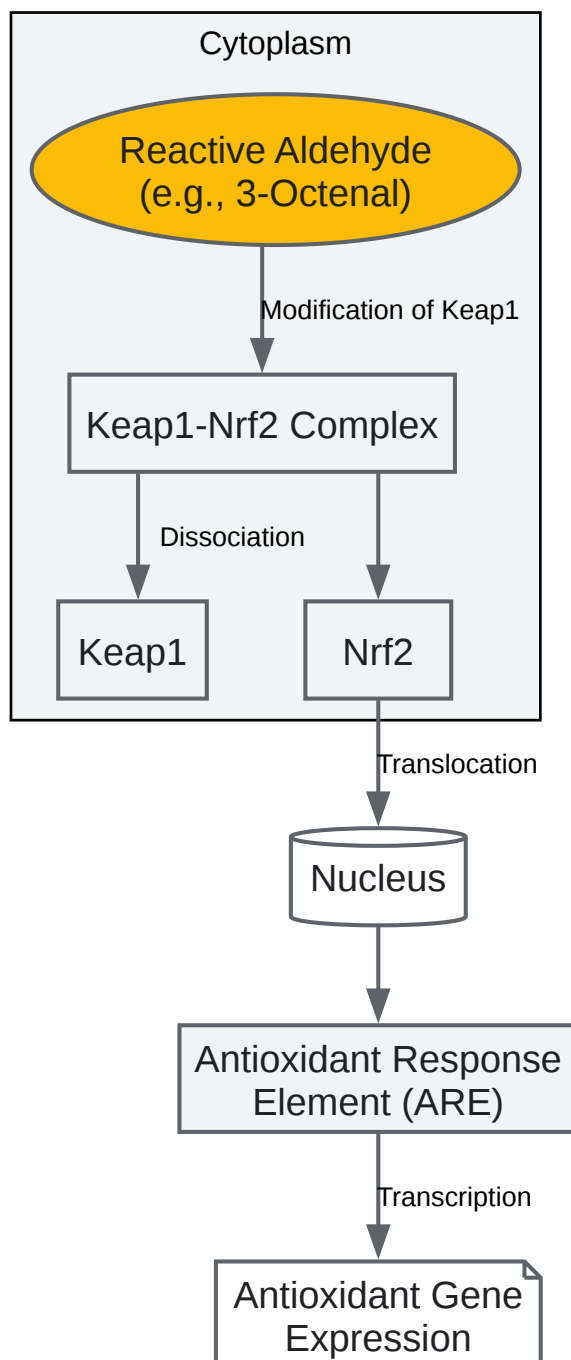 Cytoplasm
Reactive Aldehyde
(e.g., 3-Octenal)
Modification of Keap1
Keap1-Nrf2 Complex
Dissociation
Keap1
Nrf2
Translocation
Nucleus
Antioxidant Response
Element (ARE)
Transcription
Antioxidant Gene
Expression